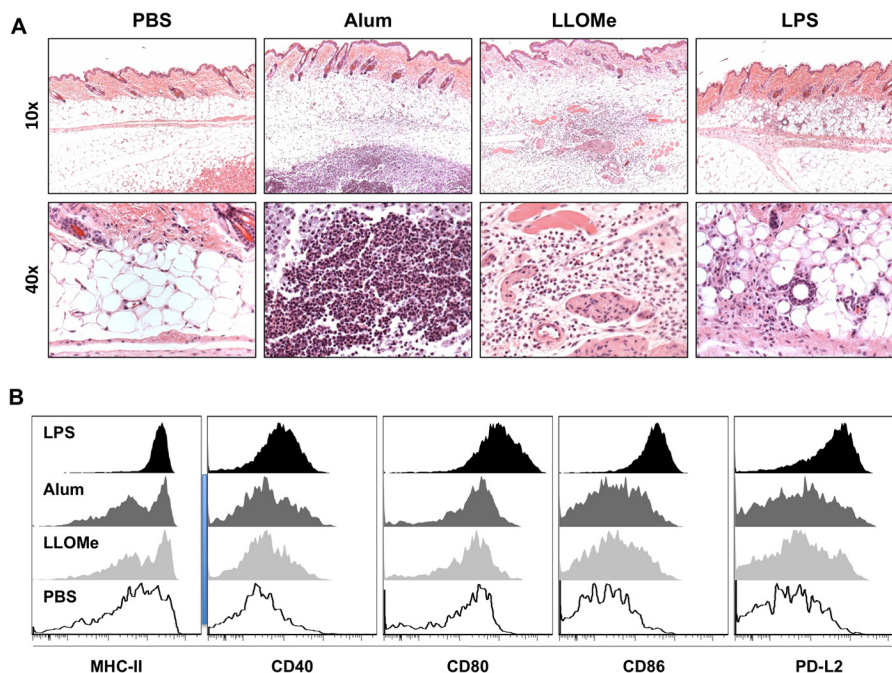 A
PBS Alum LLOMe LPS
10x
40x
B
LPS
Alum
LLOMe
PBS
MHC-II CD40 CD80 CD86 PD-L2